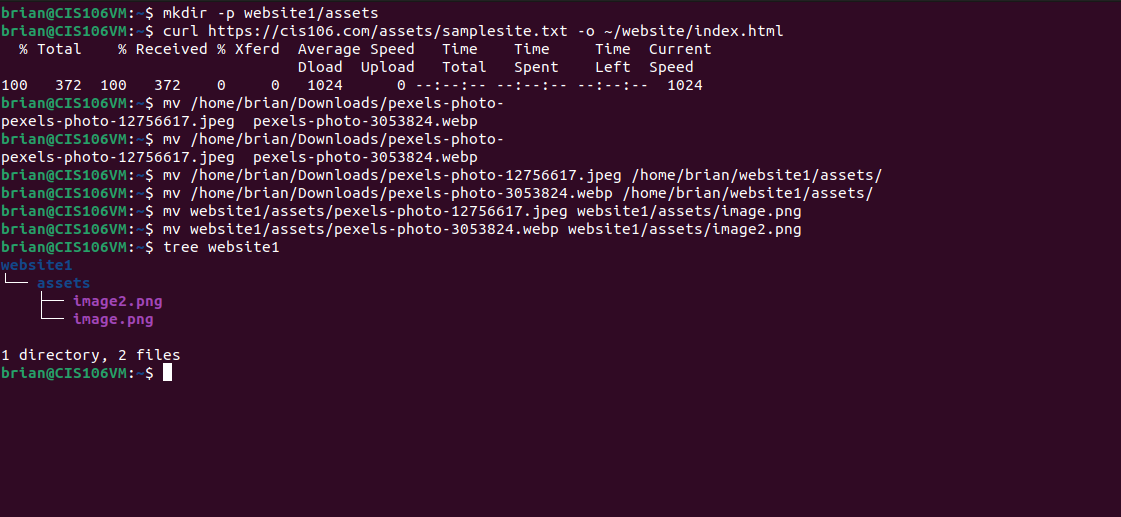 brian@CIS106VM:~$ mkdir -p website1/assets
brian@CIS106VM:~$ curl https://cis106.com/assets/samplesite.txt -o ~/website/index.html
  % Total    % Received % Xferd  Average Speed   Time    Time     Time  Current
                                 Dload  Upload   Total   Spent    Left  Speed
100   372  100   372    0     0   1024      0 --:--:-- --:--:-- --:--:--  1024
brian@CIS106VM:~$ mv /home/brian/Downloads/pexels-photo-
pexels-photo-12756617.jpeg  pexels-photo-3053824.webp
brian@CIS106VM:~$ mv /home/brian/Downloads/pexels-photo-
pexels-photo-12756617.jpeg  pexels-photo-3053824.webp
brian@CIS106VM:~$ mv /home/brian/Downloads/pexels-photo-12756617.jpeg /home/brian/website1/assets/
brian@CIS106VM:~$ mv /home/brian/Downloads/pexels-photo-3053824.webp /home/brian/website1/assets/
brian@CIS106VM:~$ mv website1/assets/pexels-photo-12756617.jpeg website1/assets/image.png
brian@CIS106VM:~$ mv website1/assets/pexels-photo-3053824.webp website1/assets/image2.png
brian@CIS106VM:~$ tree website1
website1
└── assets
    ├── image2.png
    └── image.png
1 directory, 2 files
brian@CIS106VM:~$